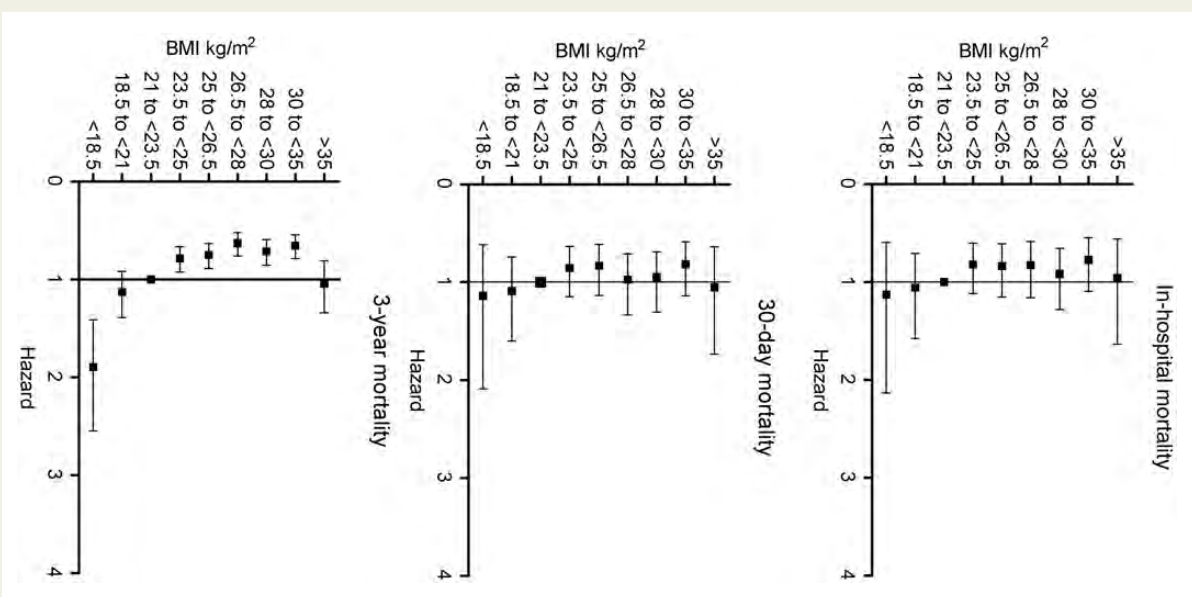 In-hospital mortality
BMI kg/m²
>35
30 to <35
28 to <30
26.5 to <28
25 to <26.5
23.5 to <25
21 to <23.5
18.5 to <21
<18.5
0
1
2
3
4
Hazard
30-day mortality
BMI kg/m²
>35
30 to <35
28 to <30
26.5 to <28
25 to <26.5
23.5 to <25
21 to <23.5
18.5 to <21
<18.5
0
1
2
3
4
Hazard
3-year mortality
BMI kg/m²
>35
30 to <35
28 to <30
26.5 to <28
25 to <26.5
23.5 to <25
21 to <23.5
18.5 to <21
<18.5
0
1
2
3
4
Hazard